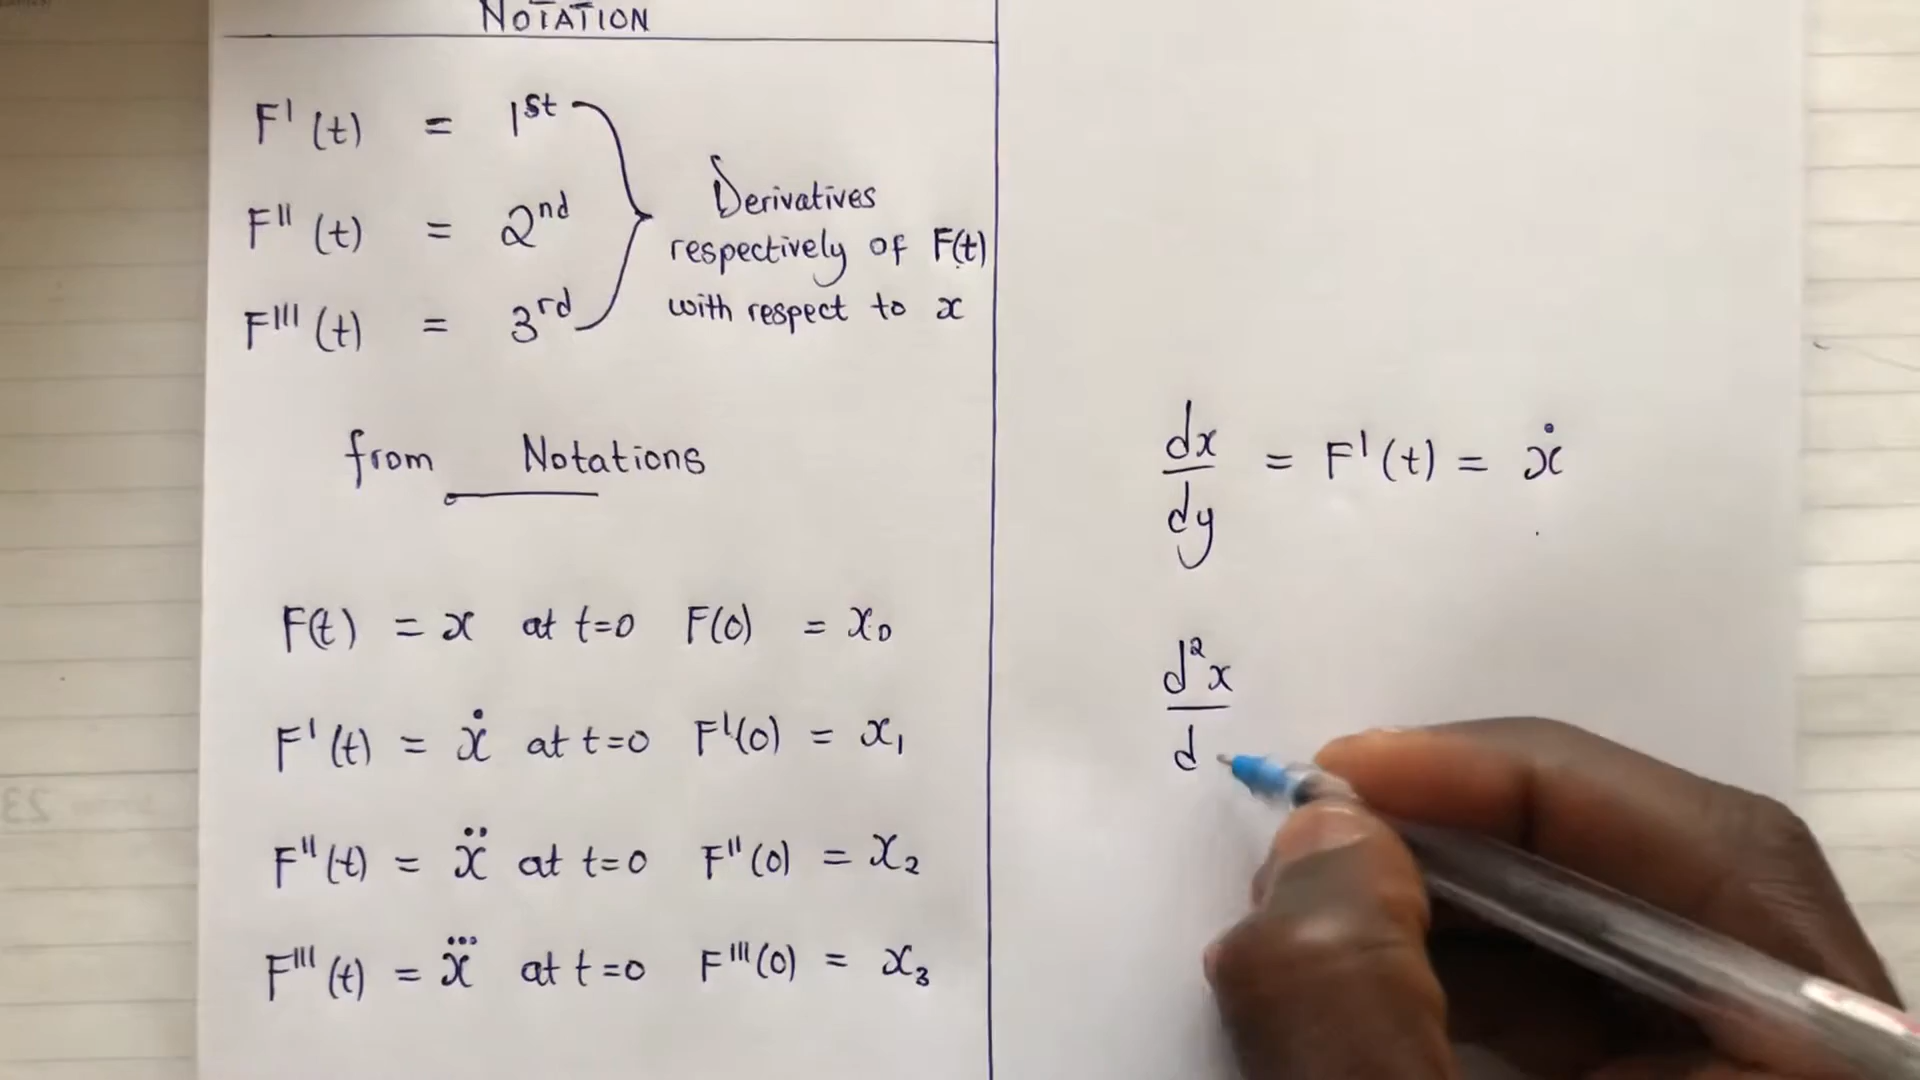 NOTATION
F'(t) = 1st
F''(t) = 2nd
F'''(t) = 3rd
Derivatives
respectively of F(t)
with respect to x
from Notations
F(t) = x at t=0 F(0) = x₀
F'(t) = ẋ at t=0 F'(0) = x₁
F''(t) = ẍ at t=0 F''(0) = x₂
F'''(t) = x⃛ at t=0 F'''(0) = x₃
dx/dy = F'(t) = ẋ
d²x/d
23